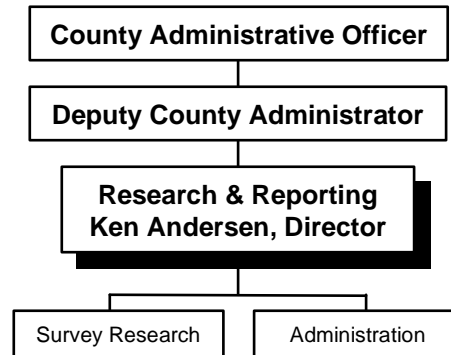 County Administrative Officer
Deputy County Administrator
Research & Reporting
Ken Andersen, Director
Survey Research
Administration